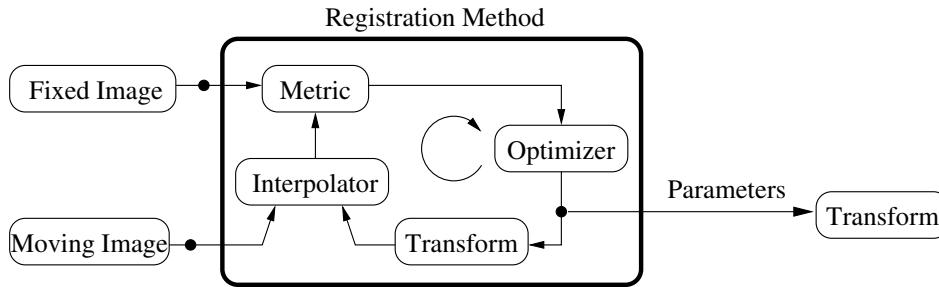 Registration Method
Fixed Image
Metric
Optimizer
Interpolator
Parameters
Transform
Moving Image
Transform